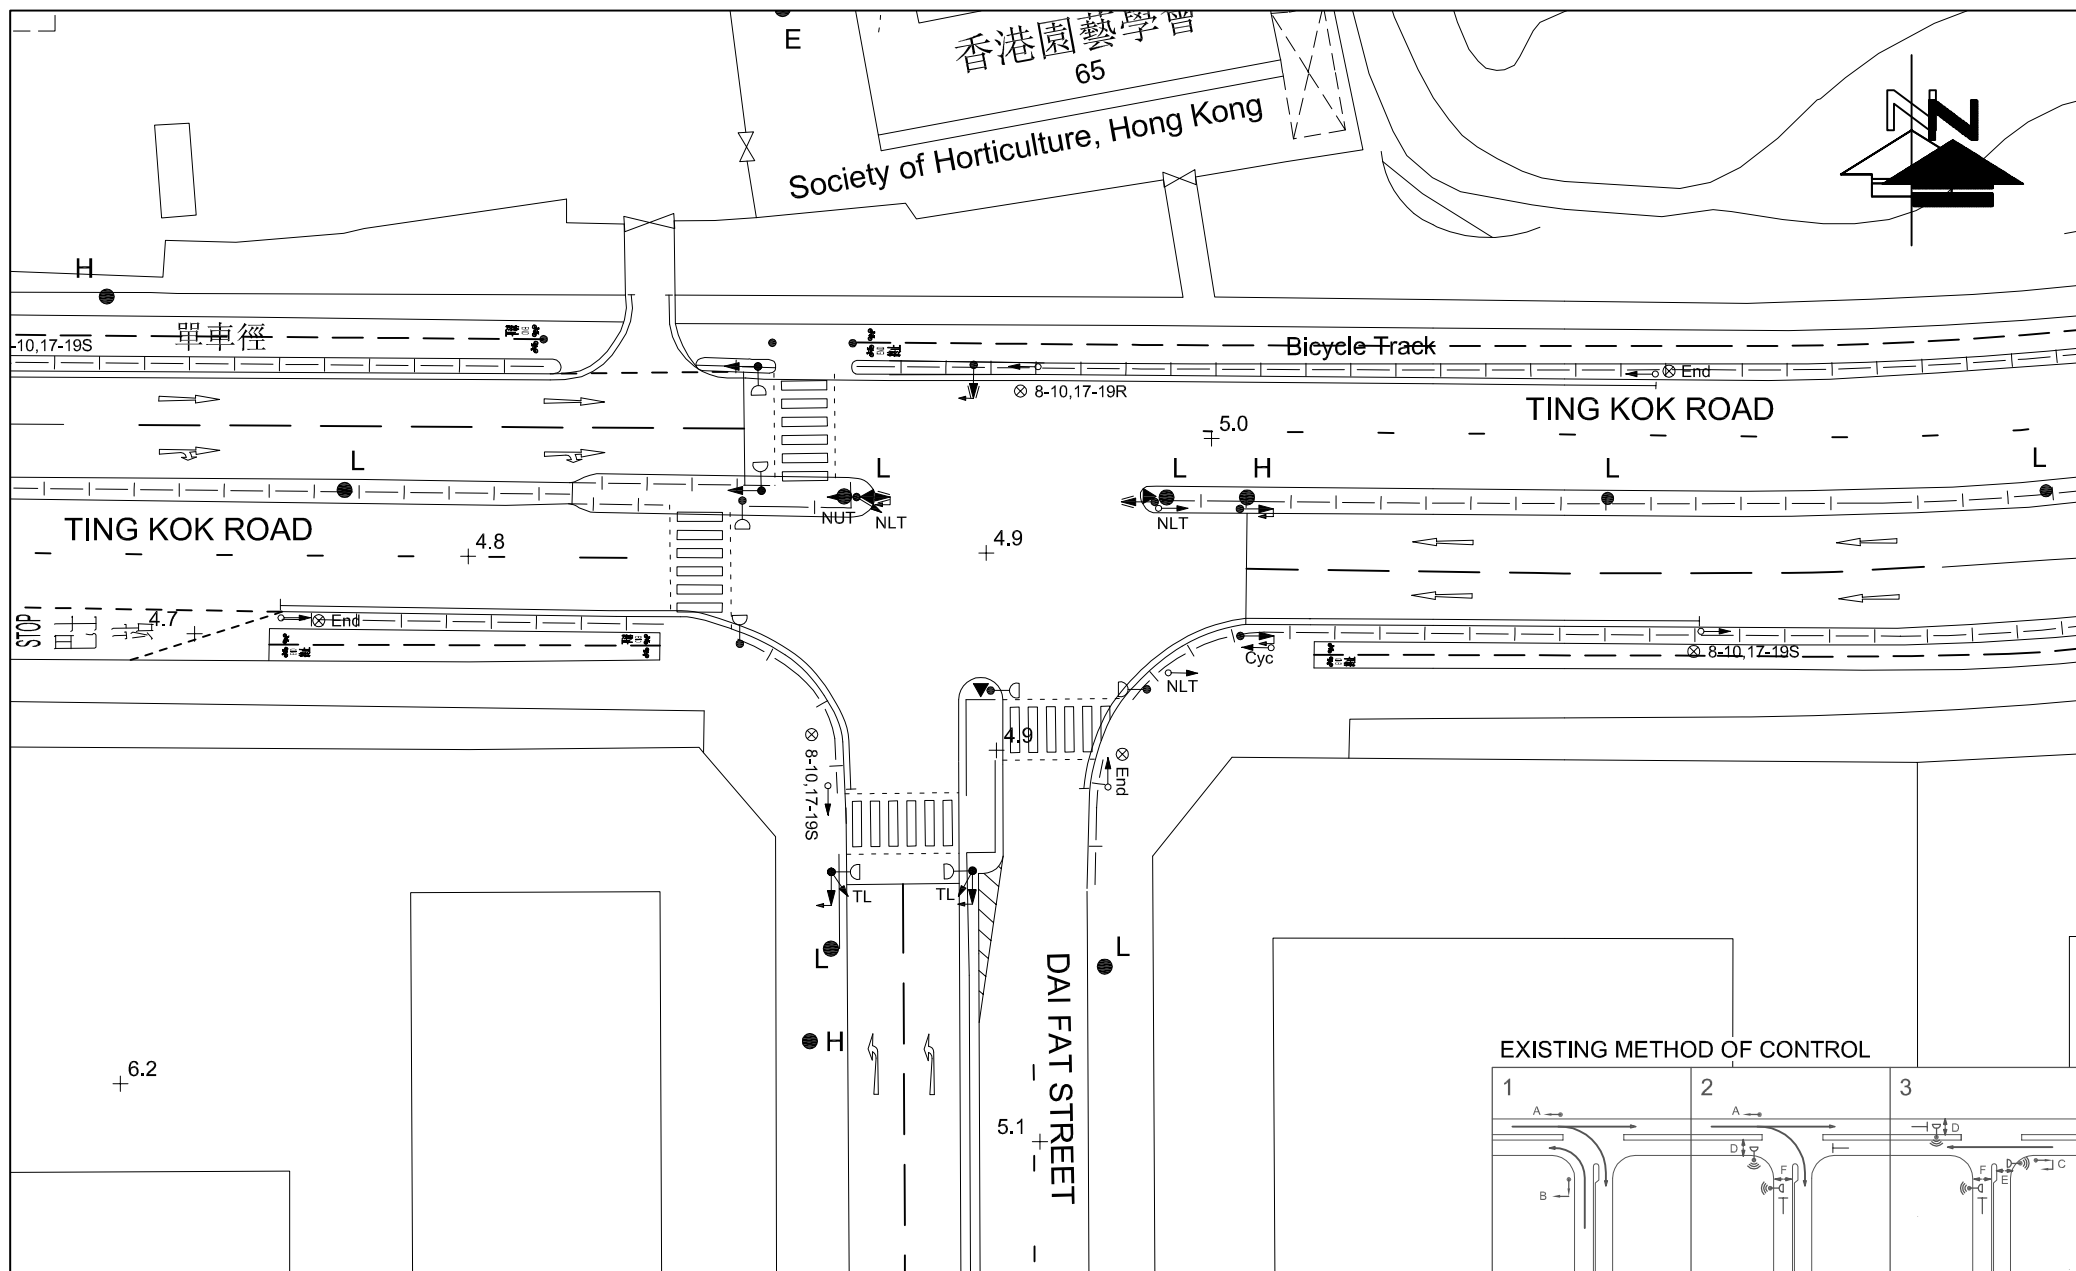 E
香港園藝學會
65
Society of Horticulture, Hong Kong
N
N
H
單車徑
-10,17-19S
Bicycle Track
End
8-10,17-19R
TING KOK ROAD
5.0
L
L
L
H
L
L
NUT
NLT
NLT
TING KOK ROAD
4.8
4.9
STOP
4.7
End
8-10,17-19S
Cyc
NLT
4.9
8-10,17-19S
End
TL
TL
L
L
DAI FAT STREET
H
EXISTING METHOD OF CONTROL
6.2
1
2
3
A
A
D
5.1
D
F
F
E
C
B